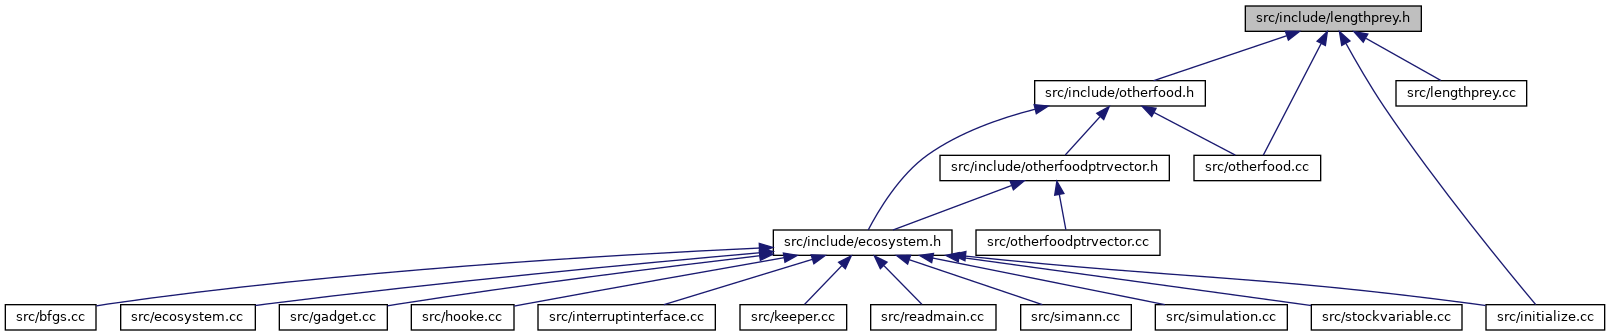 src/include/lengthprey.h
src/include/otherfood.h
src/lengthprey.cc
src/include/otherfoodptrvector.h
src/otherfood.cc
src/include/ecosystem.h
src/otherfoodptrvector.cc
src/bfgs.cc
src/ecosystem.cc
src/gadget.cc
src/hooke.cc
src/interruptinterface.cc
src/keeper.cc
src/readmain.cc
src/simann.cc
src/simulation.cc
src/stockvariable.cc
src/initialize.cc